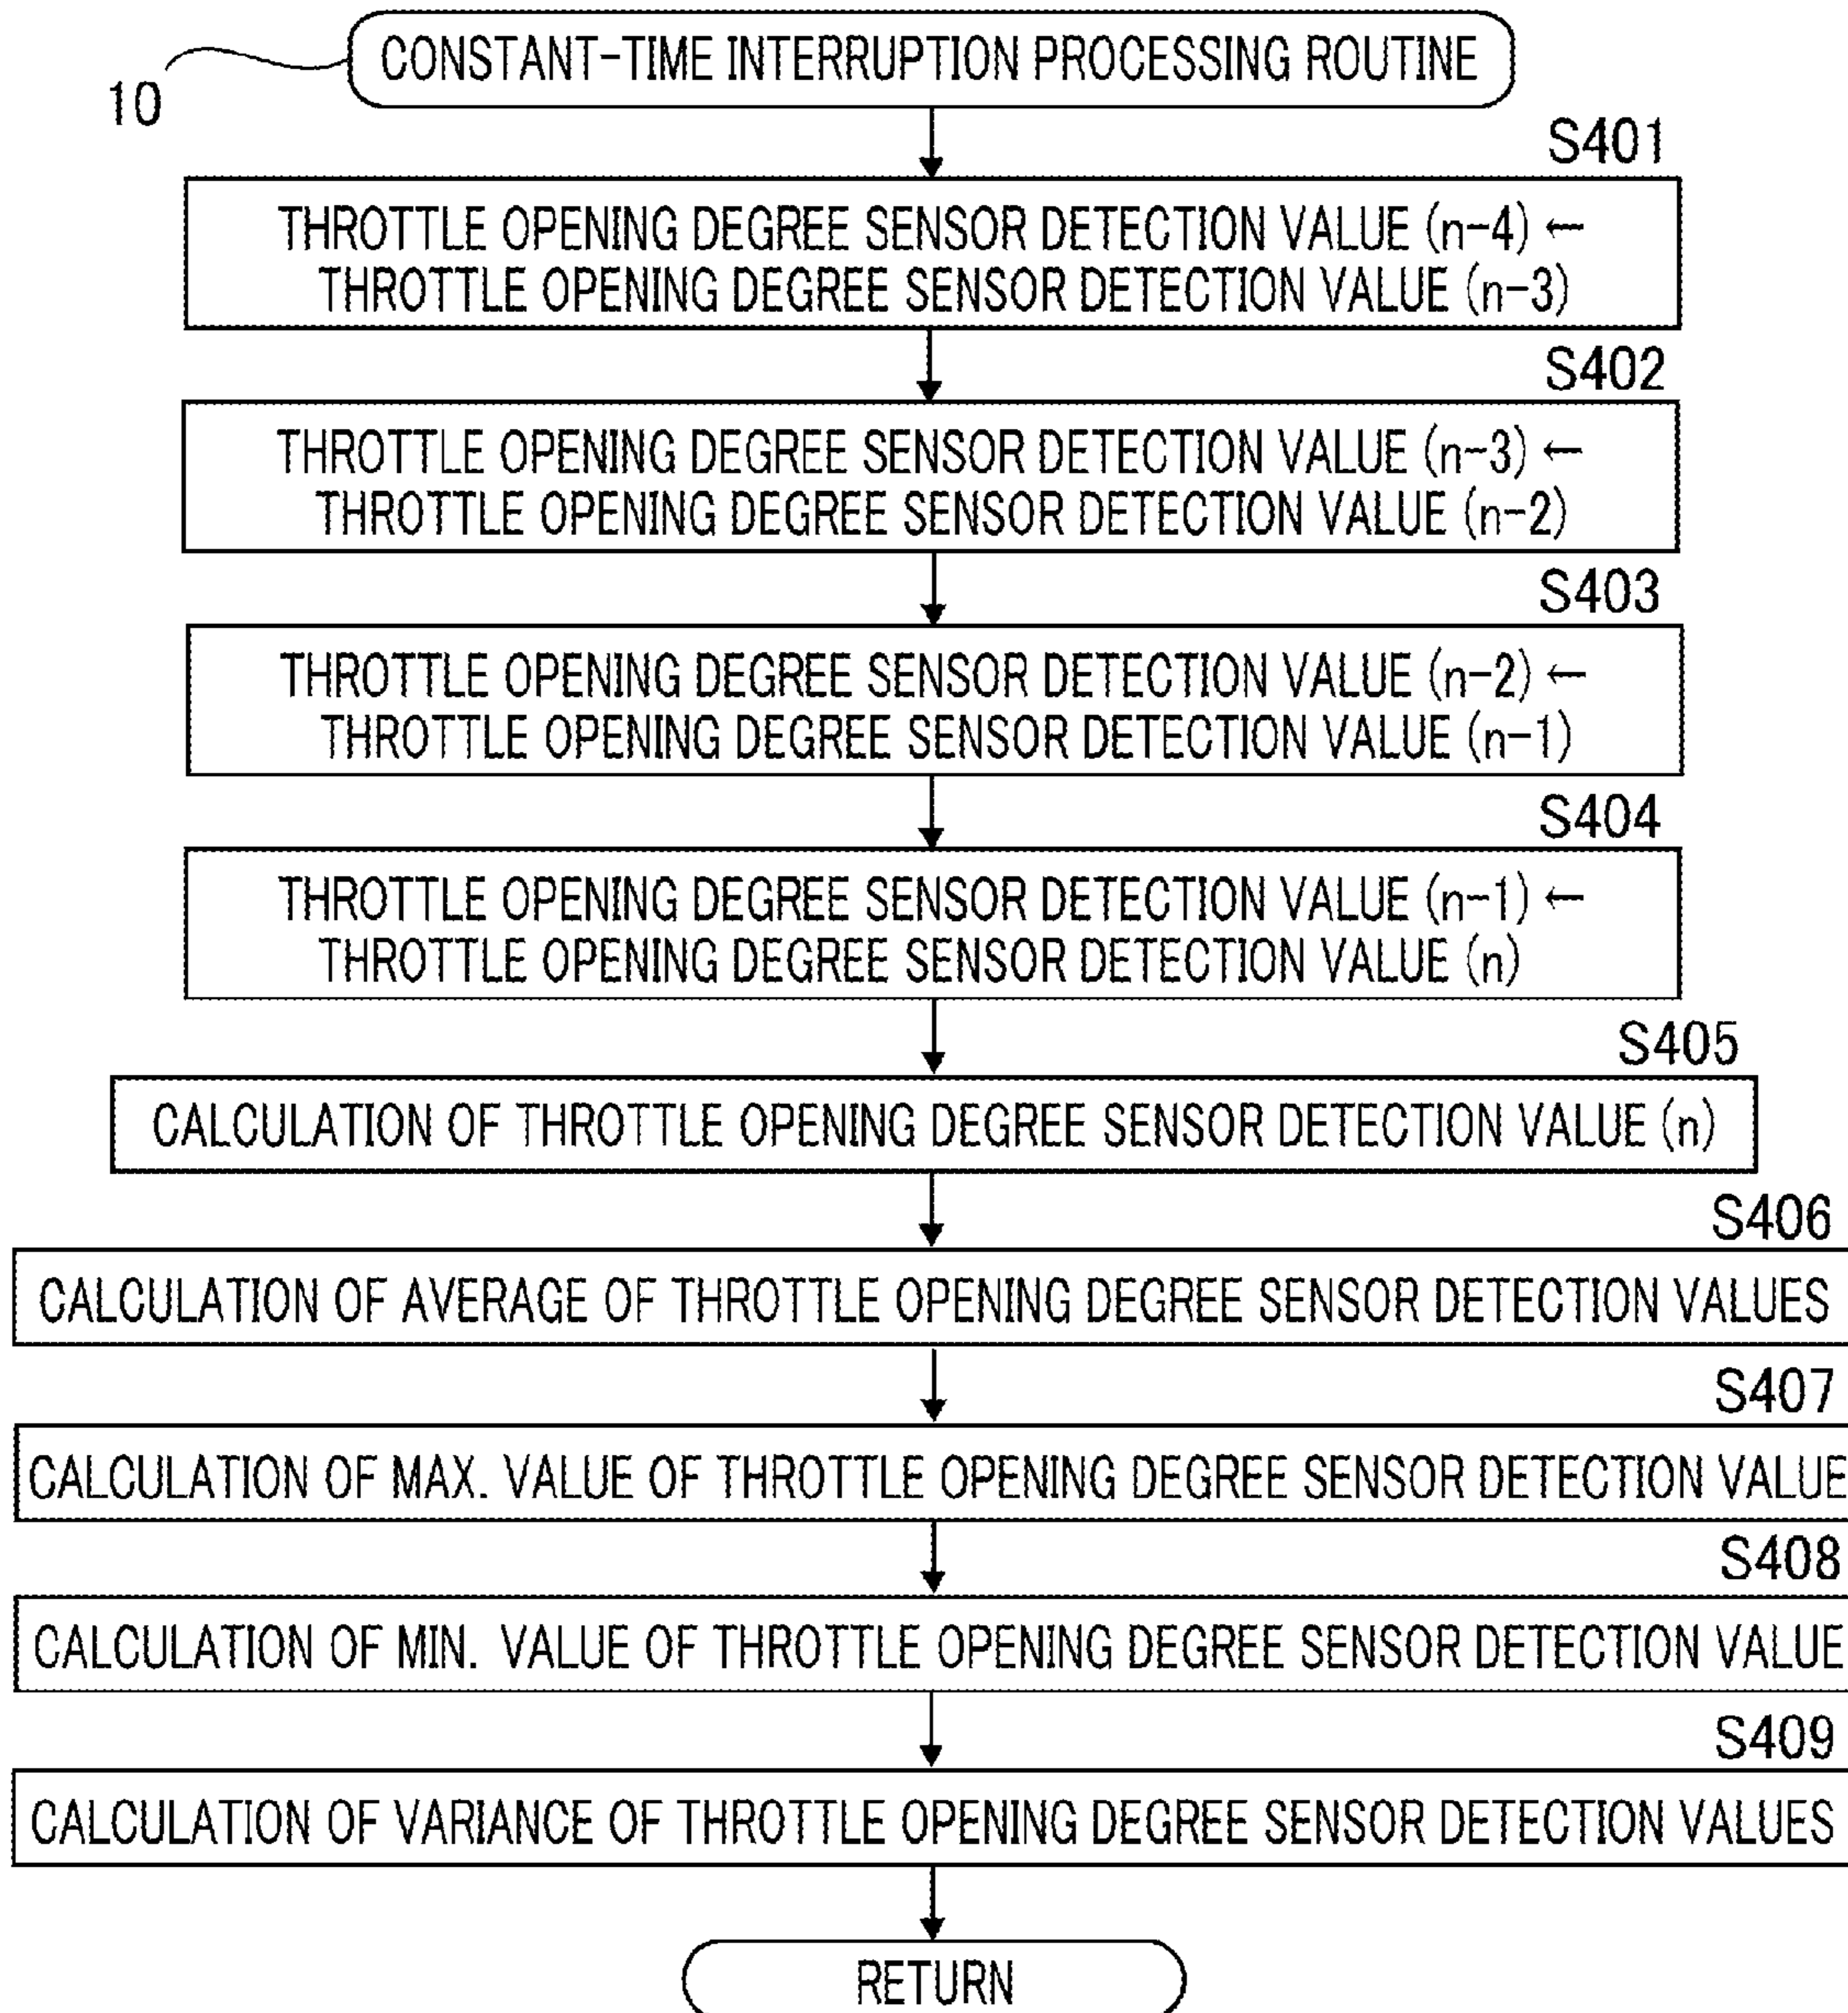 CONSTANT-TIME INTERRUPTION PROCESSING ROUTINE
10
S401
THROTTLE OPENING DEGREE SENSOR DETECTION VALUE (n-4) ←
THROTTLE OPENING DEGREE SENSOR DETECTION VALUE (n-3)
S402
THROTTLE OPENING DEGREE SENSOR DETECTION VALUE (n-3) ←
THROTTLE OPENING DEGREE SENSOR DETECTION VALUE (n-2)
S403
THROTTLE OPENING DEGREE SENSOR DETECTION VALUE (n-2) ←
THROTTLE OPENING DEGREE SENSOR DETECTION VALUE (n-1)
S404
THROTTLE OPENING DEGREE SENSOR DETECTION VALUE (n-1) ←
THROTTLE OPENING DEGREE SENSOR DETECTION VALUE (n)
S405
CALCULATION OF THROTTLE OPENING DEGREE SENSOR DETECTION VALUE (n)
S406
CALCULATION OF AVERAGE OF THROTTLE OPENING DEGREE SENSOR DETECTION VALUES
S407
CALCULATION OF MAX. VALUE OF THROTTLE OPENING DEGREE SENSOR DETECTION VALUE
S408
CALCULATION OF MIN. VALUE OF THROTTLE OPENING DEGREE SENSOR DETECTION VALUE
S409
CALCULATION OF VARIANCE OF THROTTLE OPENING DEGREE SENSOR DETECTION VALUES
RETURN